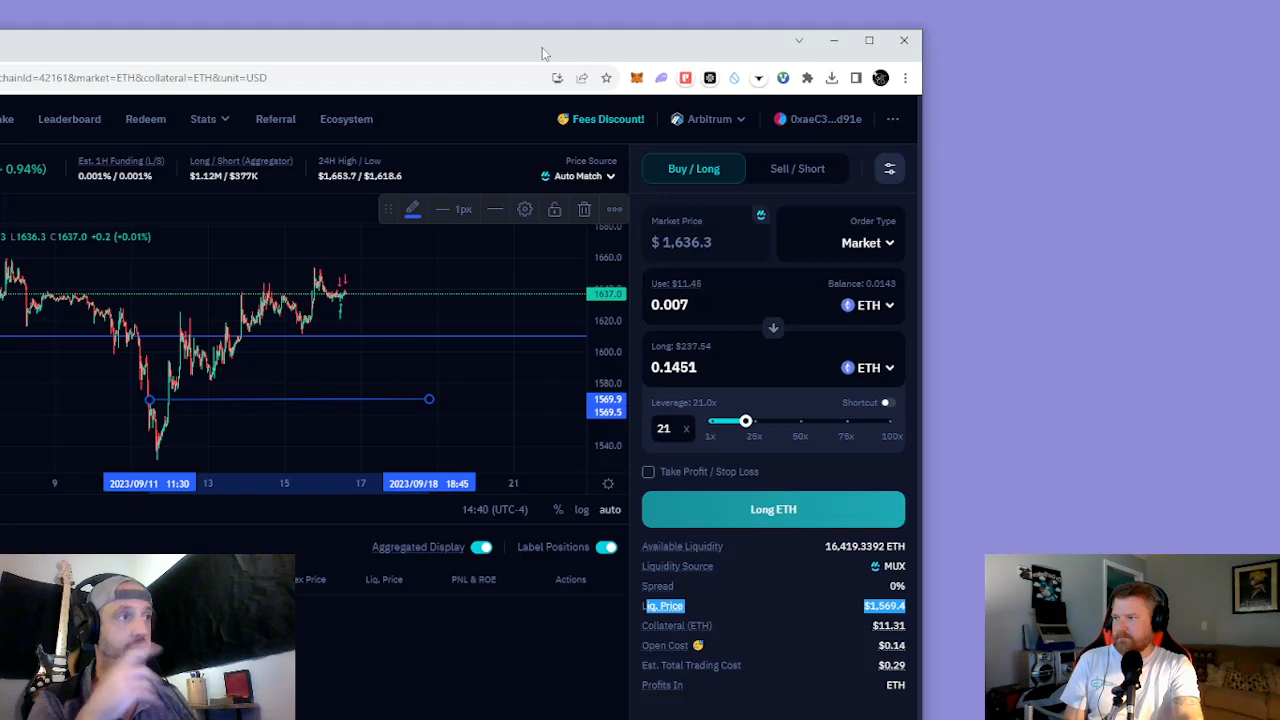 chainId=42161&market=ETH&collateral=ETH&unit=USD
Leaderboard
Redeem
Stats
Referral
Ecosystem
Fees Discount!
Arbitrum
0xaeC3...d91e
0.94%)
Est. 1H Funding (L/S)
0.001% / 0.001%
Long / Short (Aggregator)
$1.12M / $377K
24H High / Low
$1,653.7 / $1,618.6
Price Source
Auto Match
1px
3 L1636.3 C1637.0 +0.2 (+0.01%)
1680.0
1660.0
1637.0
1620.0
1600.0
1580.0
1569.9
1569.5
1540.0
9
2023/09/11 11:30
13
15
17
2023/09/18 18:45
21
14:40 (UTC-4)
%
log
auto
Aggregated Display
Label Positions
Liq. Price
PNL & ROE
Actions
Buy / Long
Sell / Short
Market Price
$ 1,636.3
Order Type
Market
Use: $11.45
Balance: 0.0143
0.007
ETH
Long: $237.54
0.1451
ETH
Leverage: 21.0x
Shortcut
21 x
1x
25x
50x
75x
100x
Take Profit / Stop Loss
Long ETH
Available Liquidity
16,419.3392 ETH
Liquidity Source
MUX
Spread
0%
Liq. Price
$1,569.4
Collateral (ETH)
$11.31
Open Cost
$0.14
Est. Total Trading Cost
$0.29
Profits In
ETH